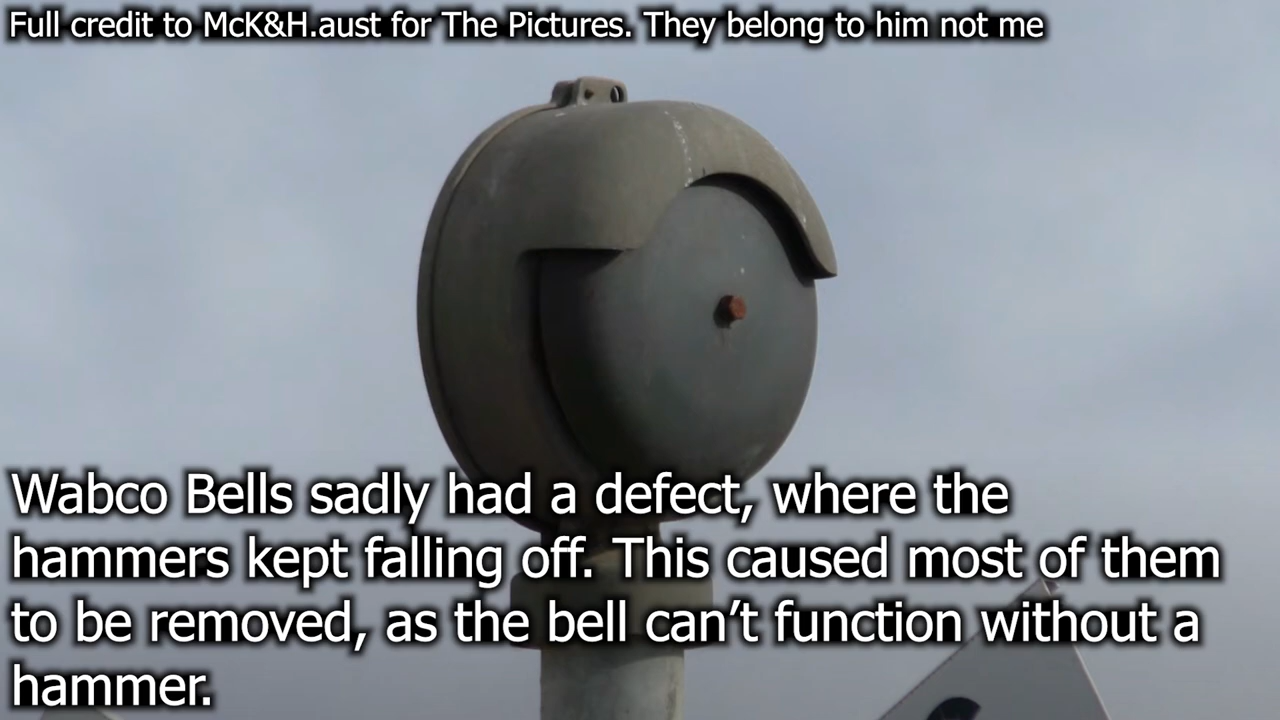 Full credit to McK&H.aust for The Pictures. They belong to him not me
Wabco Bells sadly had a defect, where the
hammers kept falling off. This caused most of them
to be removed, as the bell can’t function without a
hammer.